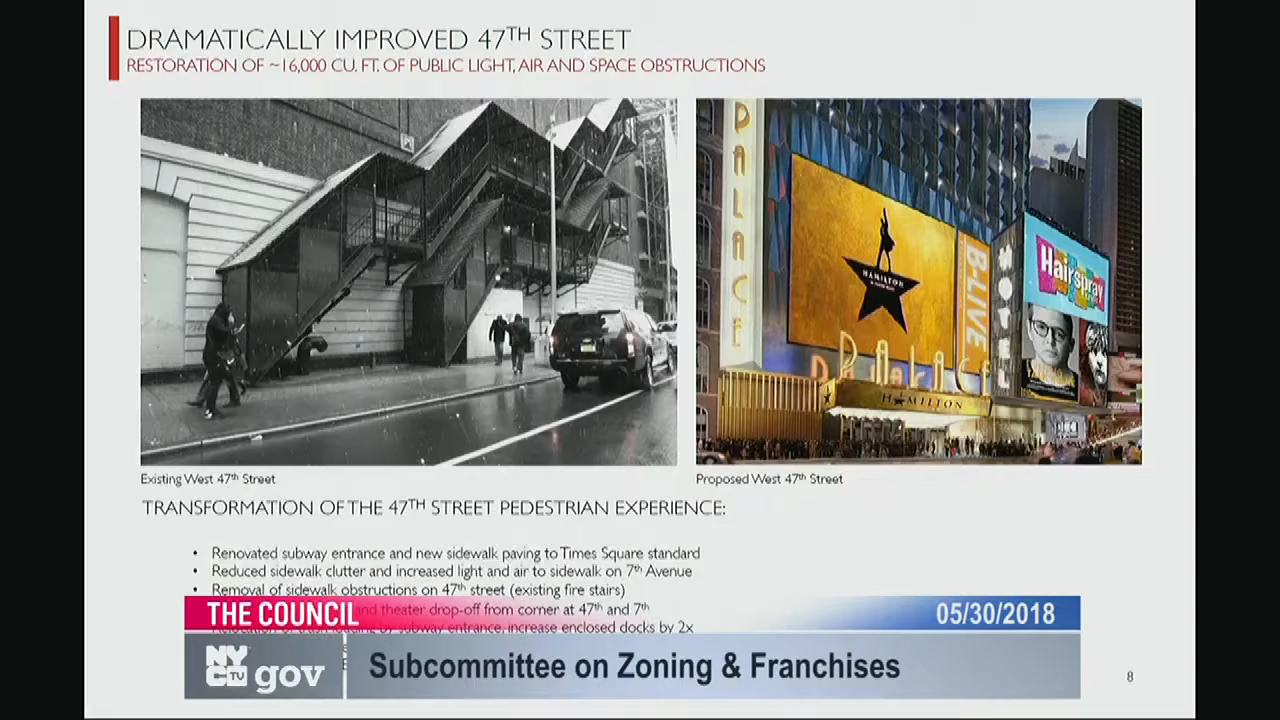 DRAMATICALLY IMPROVED 47TH STREET
RESTORATION OF ~16,000 CU. FT. OF PUBLIC LIGHT, AIR AND SPACE OBSTRUCTIONS
PALACE
HAMILTON
B-LIVE
HOTEL
Hairspray
PALACE
HAMILTON
Existing West 47th Street
Proposed West 47th Street
TRANSFORMATION OF THE 47TH STREET PEDESTRIAN EXPERIENCE:
• Renovated subway entrance and new sidewalk paving to Times Square standard
• Reduced sidewalk clutter and increased light and air to sidewalk on 7th Avenue
• Removal of sidewalk obstructions on 47th street (existing fire stairs)
and theater drop-off from corner at 47th and 7th
by subway entrance, increase enclosed docks by 2x
THE COUNCIL
05/30/2018
NYC TV gov
Subcommittee on Zoning & Franchises
8